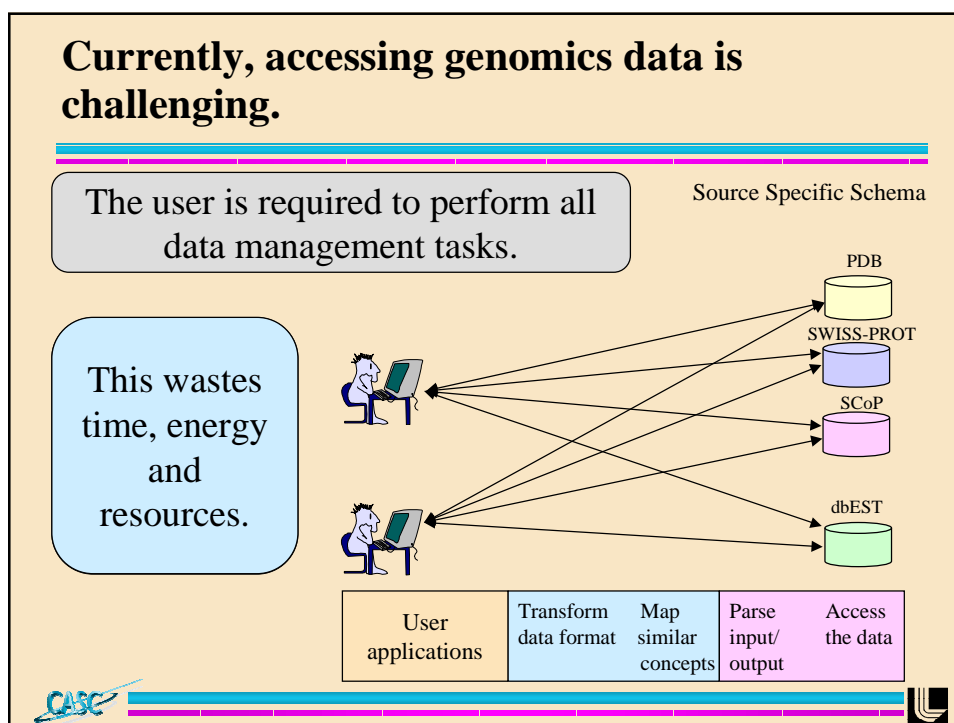 Currently, accessing genomics data is
challenging.
The user is required to perform all
data management tasks.
Source Specific Schema
PDB
SWISS-PROT
This wastes
time, energy
and
resources.
SCoP
dbEST
User
applications
Transform
data format
Map
similar
concepts
Parse
input/
output
Access
the data
CASC